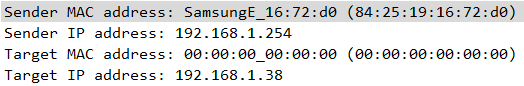 Sender MAC address: SamsungE_16:72:d0 (84:25:19:16:72:d0)
Sender IP address: 192.168.1.254
Target MAC address: 00:00:00_00:00:00 (00:00:00:00:00:00)
Target IP address: 192.168.1.38